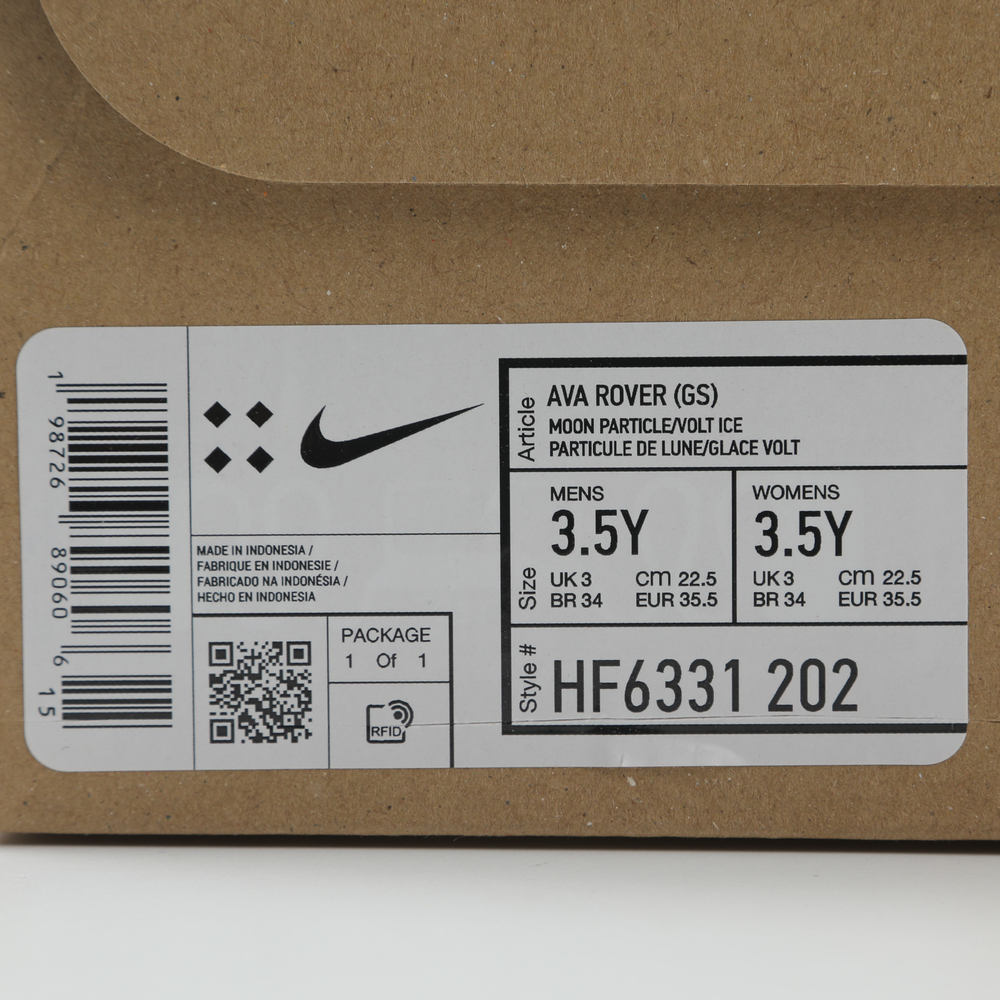 1 98726 89060 6 15
MADE IN INDONESIA /
FABRIQUE EN INDONESIE /
FABRICADO NA INDONÉSIA /
HECHO EN INDONESIA
PACKAGE
1 Of 1
RFID
Article
AVA ROVER (GS)
MOON PARTICLE/VOLT ICE
PARTICULE DE LUNE/GLACE VOLT
Size
MENS
3.5Y
UK 3 CM 22.5
BR 34 EUR 35.5
WOMENS
3.5Y
UK 3 CM 22.5
BR 34 EUR 35.5
Style #
HF6331 202